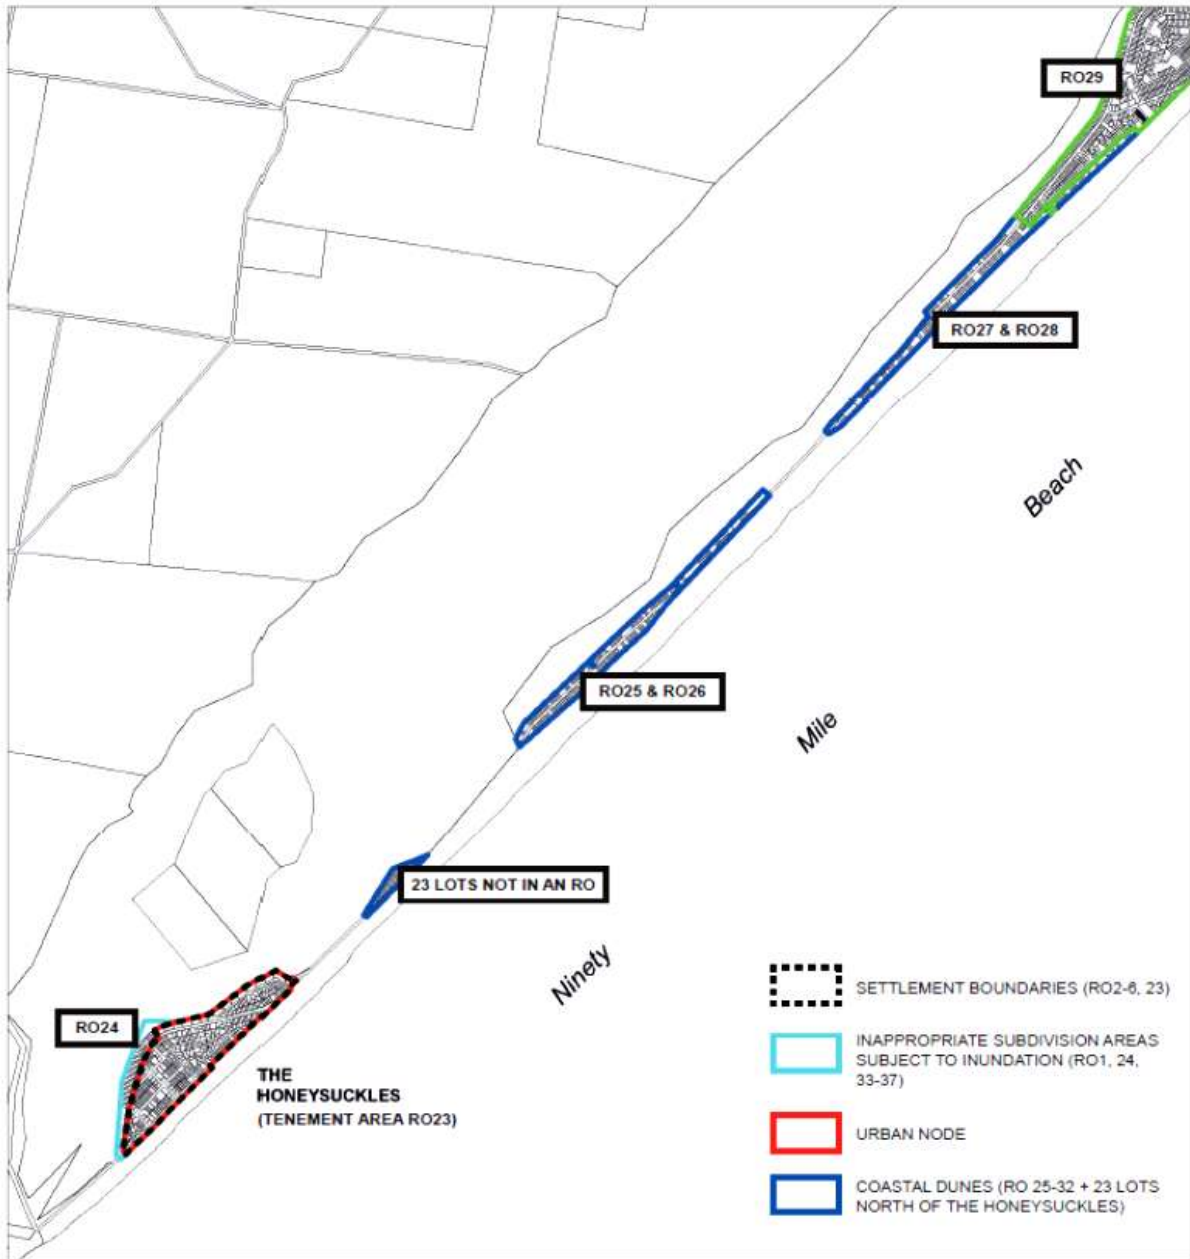 RO29
RO27 & RO28
Beach
RO25 & RO26
Mile
23 LOTS NOT IN AN RO
Ninety
RO24
THE
HONEYSUCKLES
(TENEMENT AREA RO23)
SETTLEMENT BOUNDARIES (RO2-6, 23)
INAPPROPRIATE SUBDIVISION AREAS
SUBJECT TO INUNDATION (RO1, 24,
33-37)
URBAN NODE
COASTAL DUNES (RO 25-32 + 23 LOTS
NORTH OF THE HONEYSUCKLES)